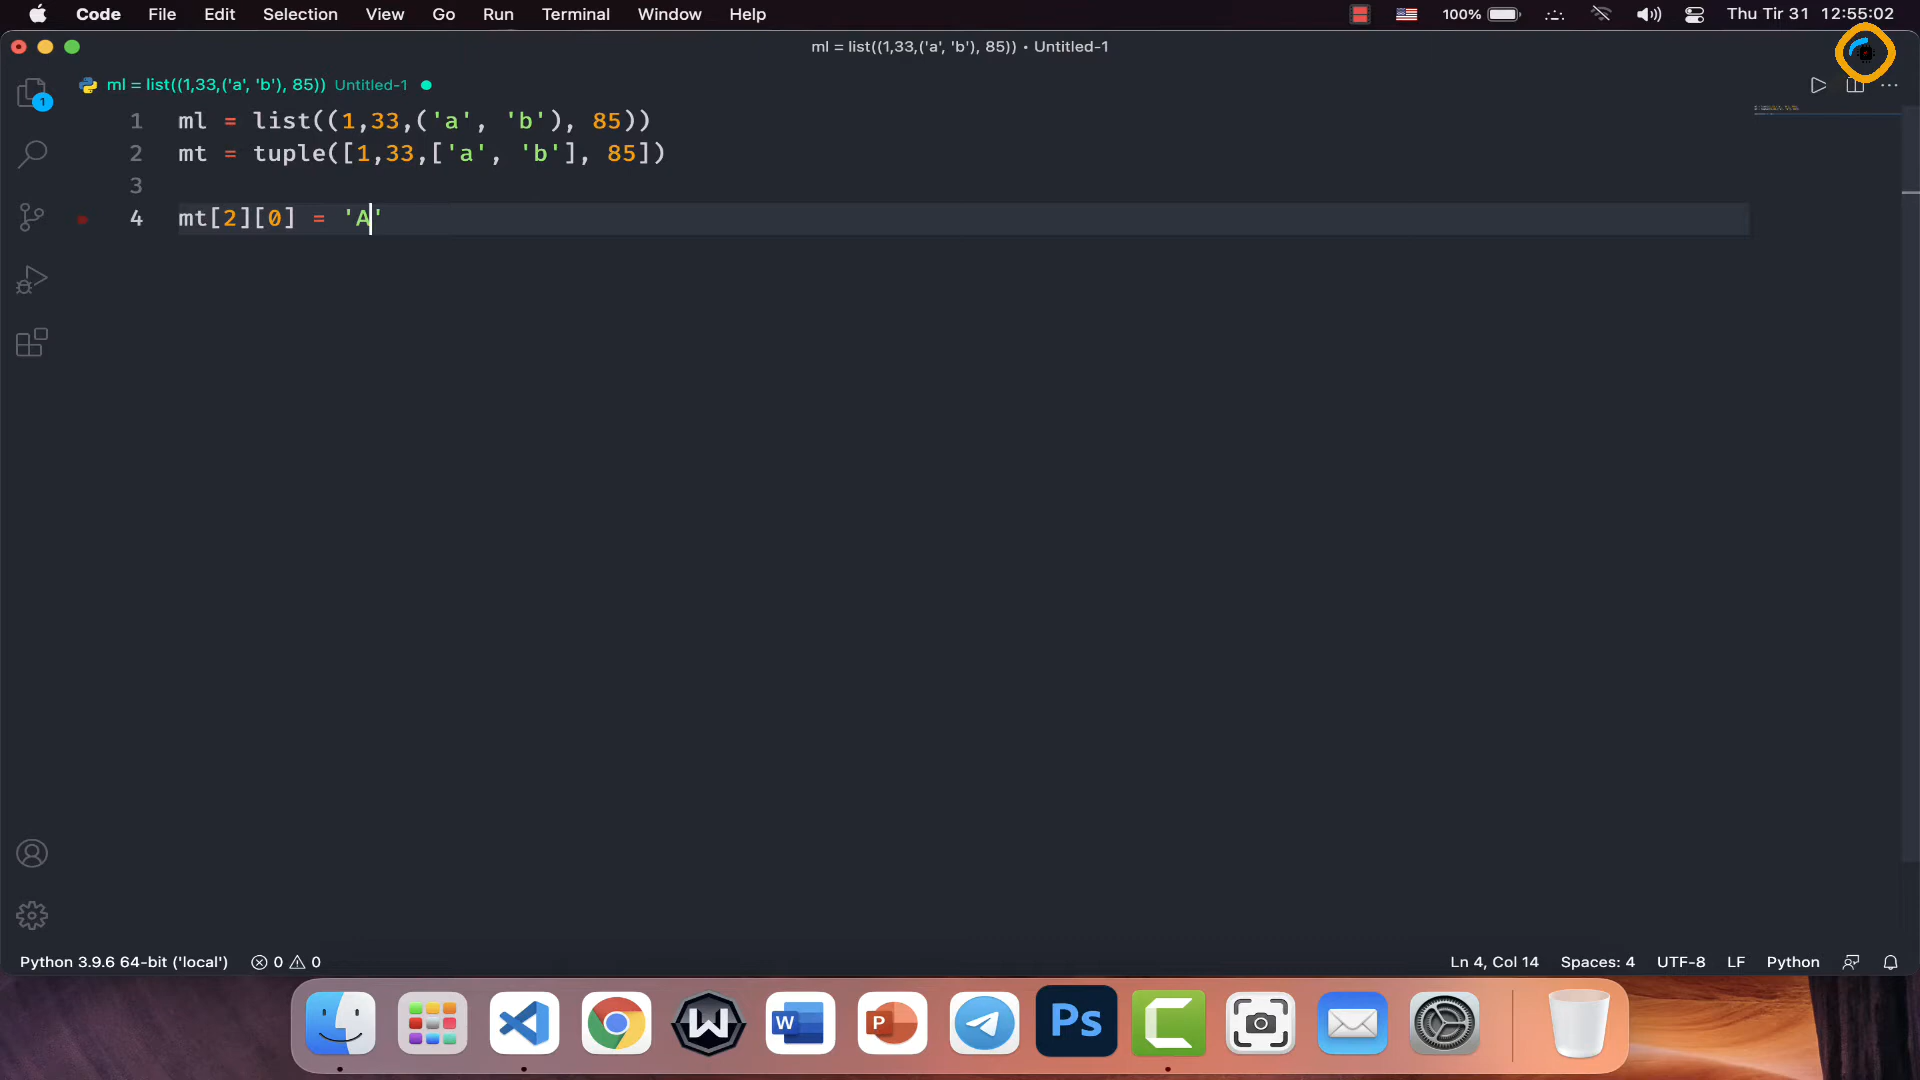 Code File Edit Selection View Go Run Terminal Window Help 100% Thu Tir 31 12:55:02
ml = list((1,33,('a', 'b'), 85)) • Untitled-1
ml = list((1,33,('a', 'b'), 85)) Untitled-1
1
1 ml = list((1,33,('a', 'b'), 85))
2 mt = tuple([1,33,['a', 'b'], 85])
3
4 mt[2][0] = 'A'
Python 3.9.6 64-bit ('local') 0 0 Ln 4, Col 14 Spaces: 4 UTF-8 LF Python
W W P Ps